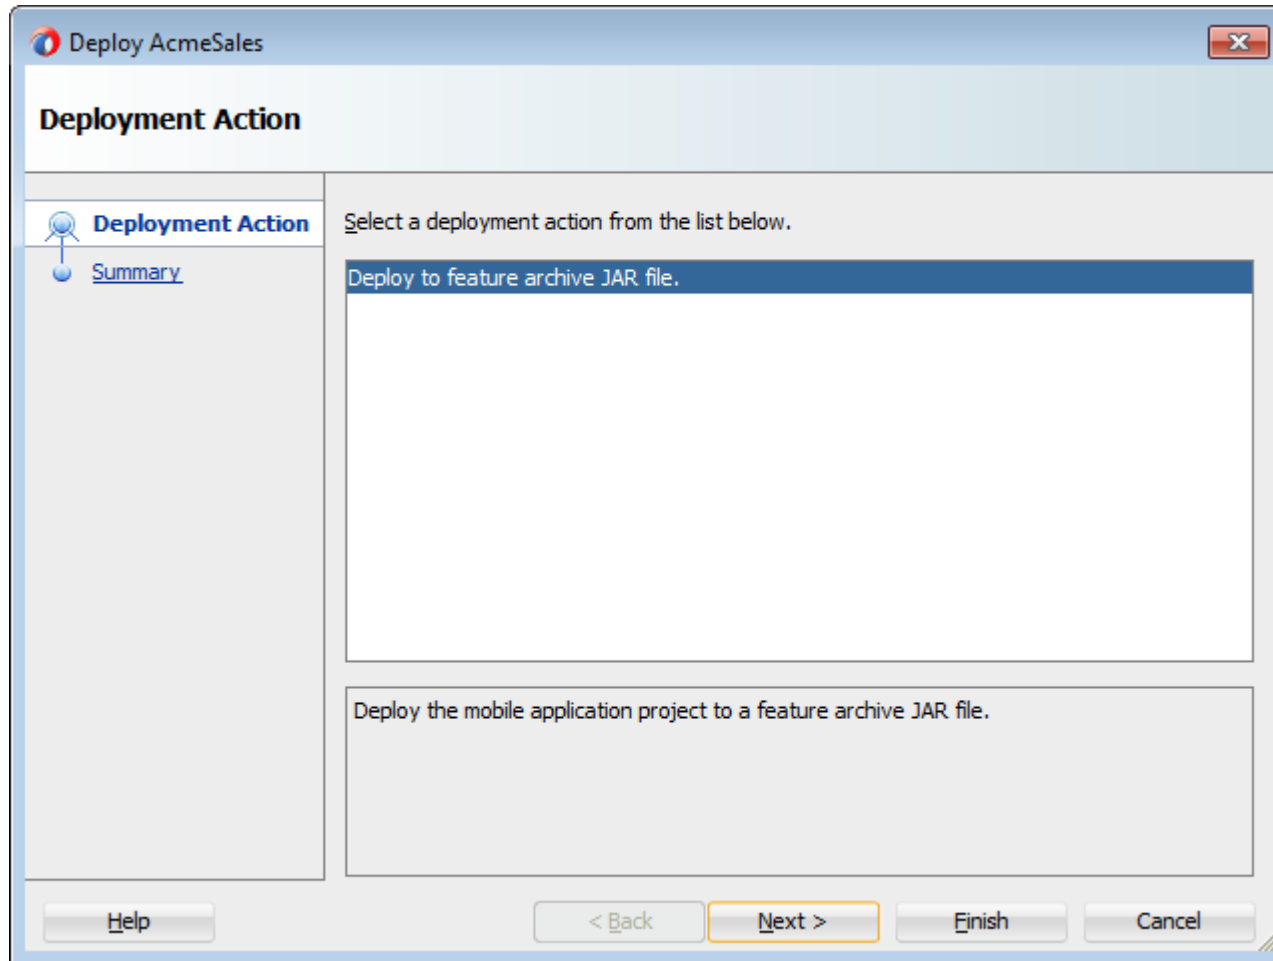 Deploy AcmeSales
Deployment Action
Deployment Action
Summary
Select a deployment action from the list below.
Deploy to feature archive JAR file.
Deploy the mobile application project to a feature archive JAR file.
Help
< Back
Next >
Finish
Cancel